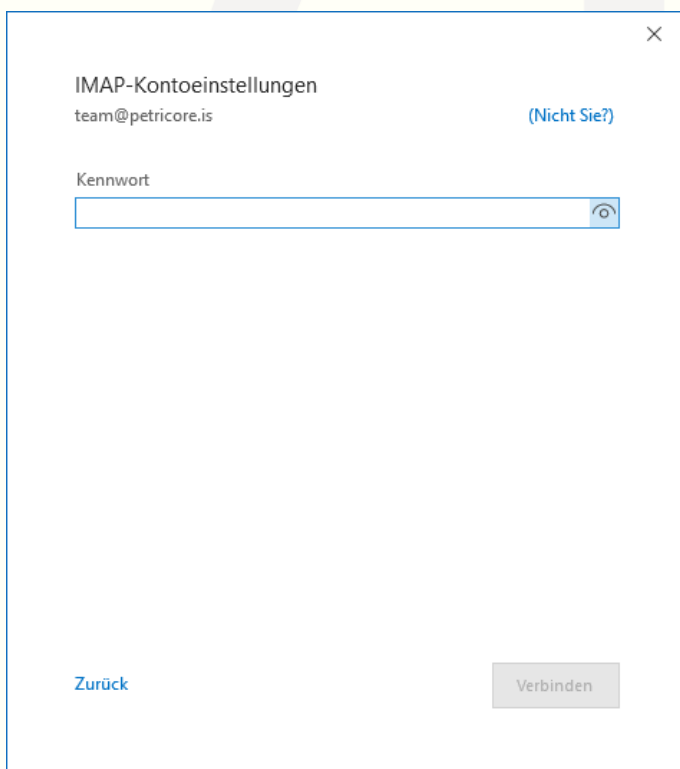 IMAP-Kontoeinstellungen
team@petricore.is (Nicht Sie?)
Kennwort
Zurück Verbinden